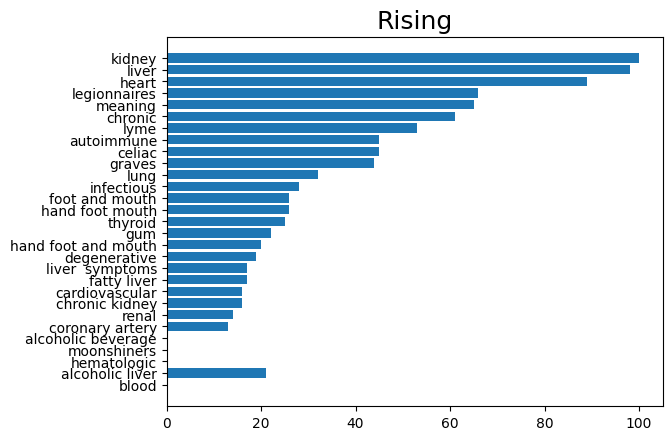 Rising
kidney
liver
heart
legionnaires
meaning
chronic
lyme
autoimmune
celiac
graves
lung
infectious
foot and mouth
hand foot mouth
thyroid
gum
hand foot and mouth
degenerative
liver  symptoms
fatty liver
cardiovascular
chronic kidney
renal
coronary artery
alcoholic beverage
moonshiners
hematologic
alcoholic liver
blood
0 20 40 60 80 100